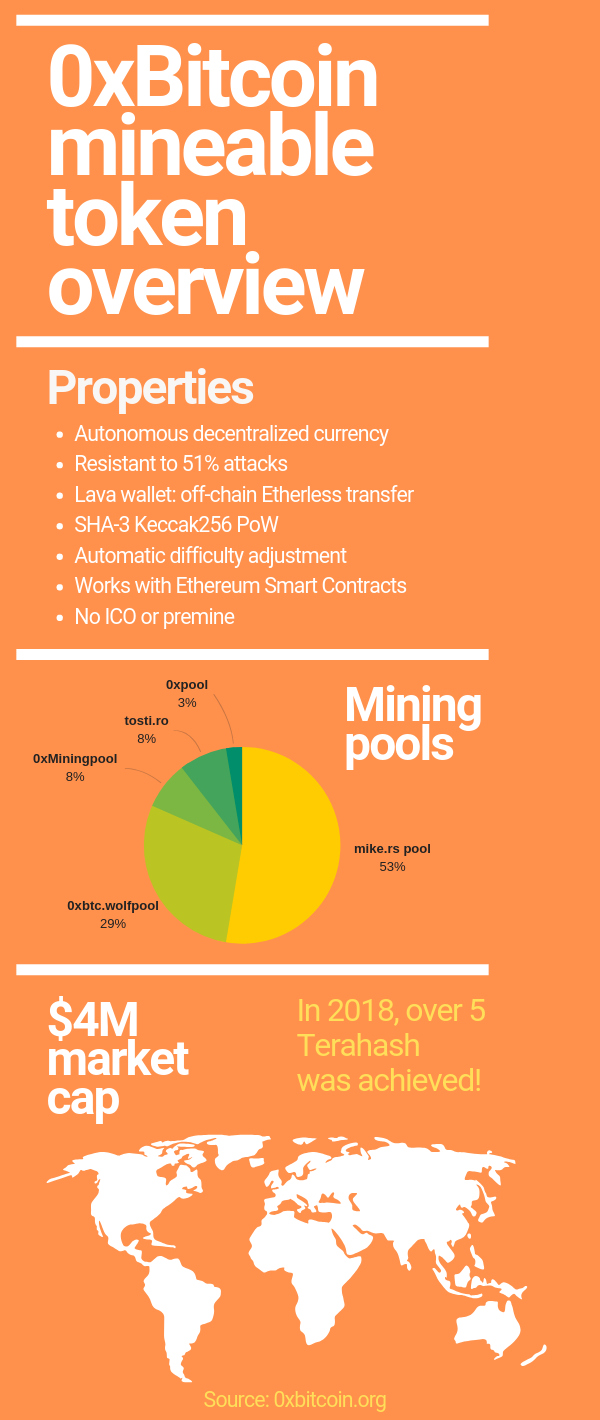 0xBitcoin
mineable
token
overview
Properties
Autonomous decentralized currency
Resistant to 51% attacks
Lava wallet: off-chain Etherless transfer
SHA-3 Keccak256 PoW
Automatic difficulty adjustment
Works with Ethereum Smart Contracts
No ICO or premine
Mining
pools
0xpool
3%
tosti.ro
8%
0xMiningpool
8%
mike.rs pool
53%
0xbtc.wolfpool
29%
$4M
market
cap
In 2018, over 5
Terahash
was achieved!
Source: 0xbitcoin.org